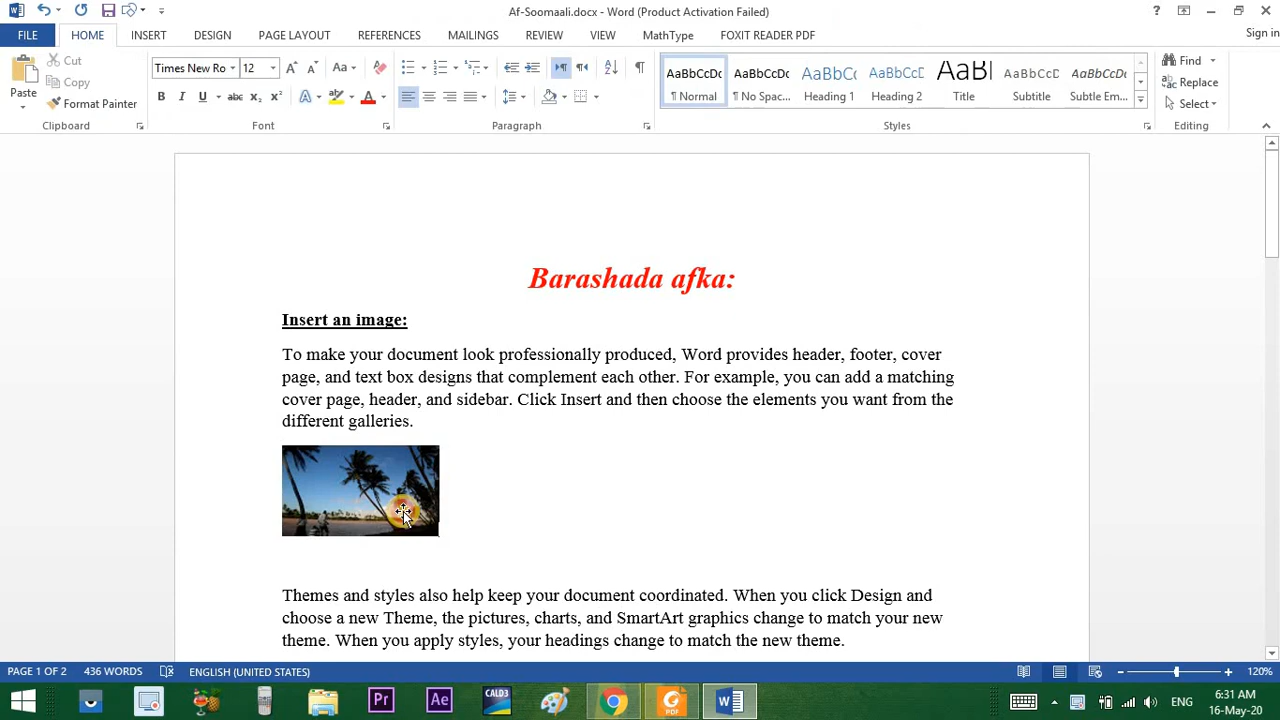 Af-Soomaali.docx - Word (Product Activation Failed)
FILE HOME INSERT DESIGN PAGE LAYOUT REFERENCES MAILINGS REVIEW VIEW MathType FOXIT READER PDF Sign in
Paste
Cut
Copy
Format Painter
Clipboard
Times New Ro 12
Font
Paragraph
AaBbCcDc AaBbCcDc AaBbCc AaBbCcD AaBl AaBbCcD AaBbCcDc
¶ Normal ¶ No Spac... Heading 1 Heading 2 Title Subtitle Subtle Em...
Styles
Find
Replace
Select
Editing
Barashada afka:
Insert an image:
To make your document look professionally produced, Word provides header, footer, cover
page, and text box designs that complement each other. For example, you can add a matching
cover page, header, and sidebar. Click Insert and then choose the elements you want from the
different galleries.
Themes and styles also help keep your document coordinated. When you click Design and
choose a new Theme, the pictures, charts, and SmartArt graphics change to match your new
theme. When you apply styles, your headings change to match the new theme.
PAGE 1 OF 2 436 WORDS ENGLISH (UNITED STATES) 120%
Pr Ae CALD3 PDF ENG
6:31 AM
16-May-20